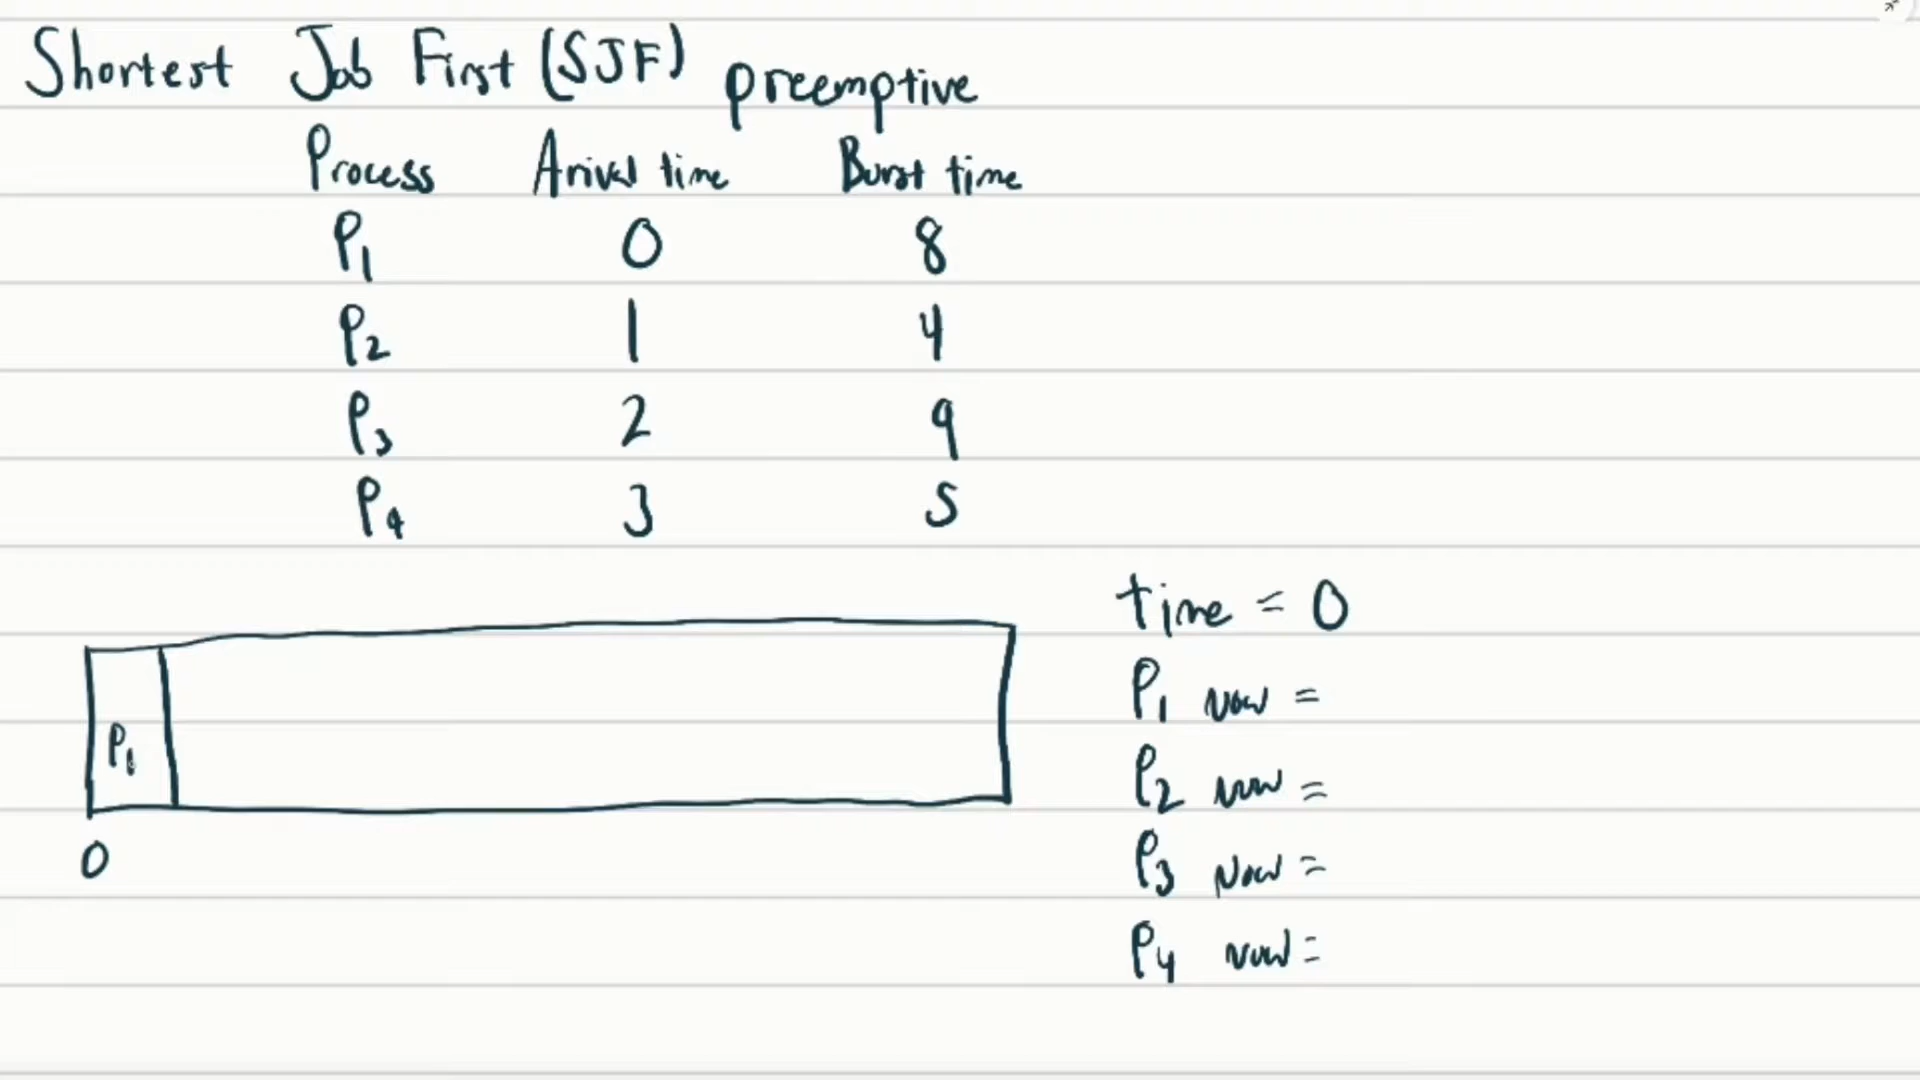 Shortest Job First (SJF) preemptive
Process Arival time Burst time
P1 0 8
P2 1 4
P3 2 9
P4 3 5
time = 0
P1 now =
P1
P2 now =
0
P3 now =
P4 now =